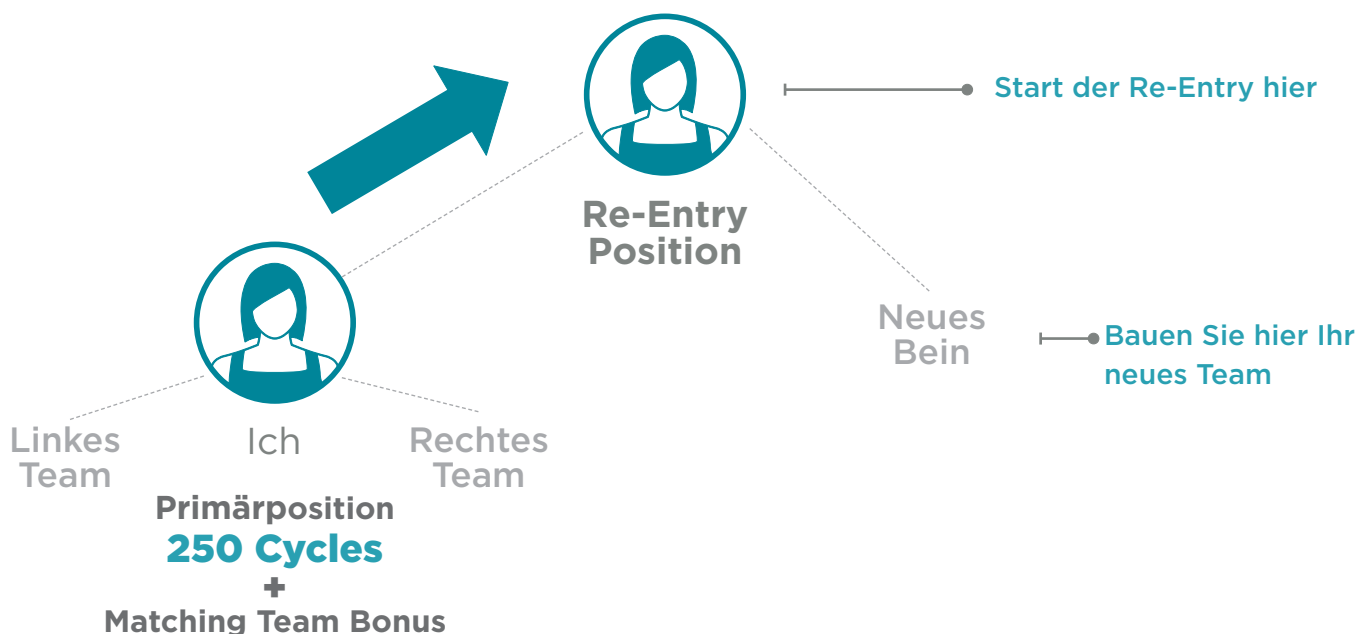 Start der Re-Entry hier
Re-Entry
Position
Neues
Bein
Bauen Sie hier Ihr
neues Team
Linkes
Team
Ich
Rechtes
Team
Primärposition
250 Cycles
+
Matching Team Bonus